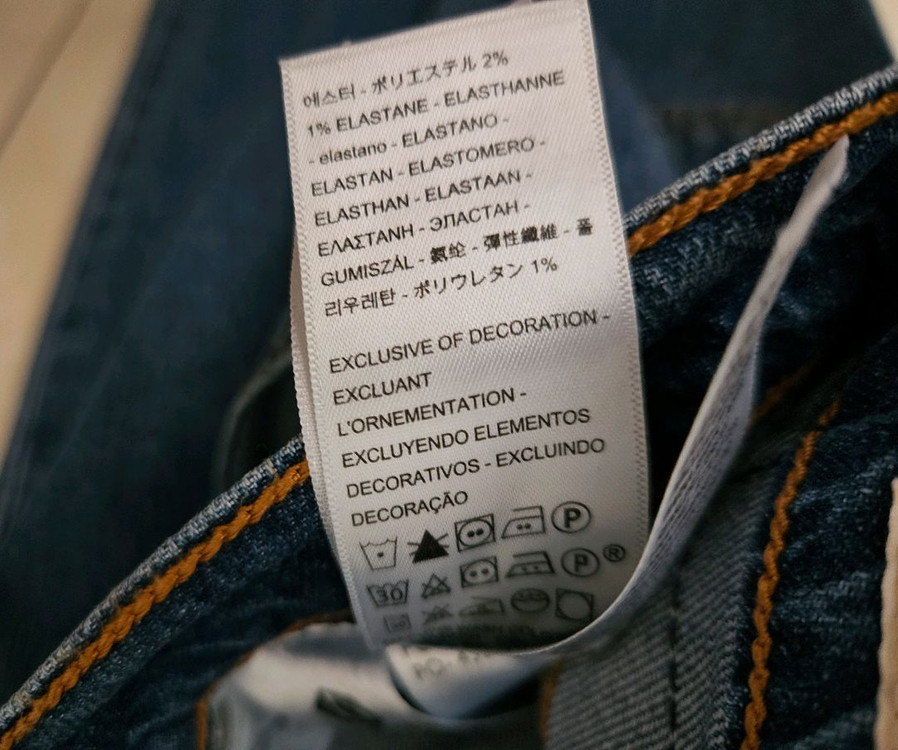 에스터 - ポリエステル 2%
1% ELASTANE - ELASTHANNE
- elastano - ELASTANO -
ELASTAN - ELASTOMERO -
ELASTHAN - ELASTAAN -
ΕΛΑΣΤΑΝΗ - ЭЛАСТАН -
GUMISZÁL - 氨纶 - 彈性纖維 - 폴
리우레탄 - ポリウレタン 1%
EXCLUSIVE OF DECORATION -
EXCLUANT
L'ORNEMENTATION -
EXCLUYENDO ELEMENTOS
DECORATIVOS - EXCLUINDO
DECORAÇÃO
P
30 P ®